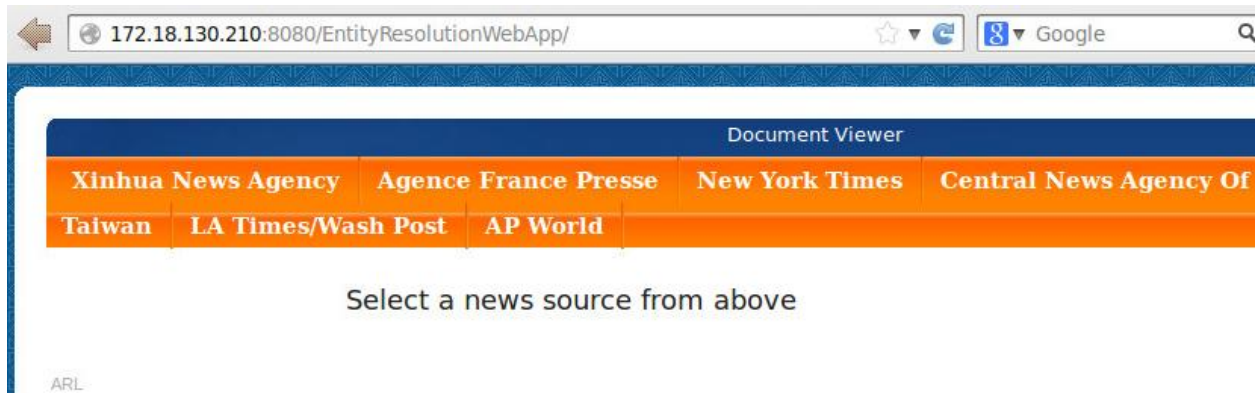 172.18.130.210:8080/EntityResolutionWebApp/ 8 Google
Document Viewer
Xinhua News Agency Agence France Presse New York Times Central News Agency Of
Taiwan LA Times/Wash Post AP World
Select a news source from above
ARL